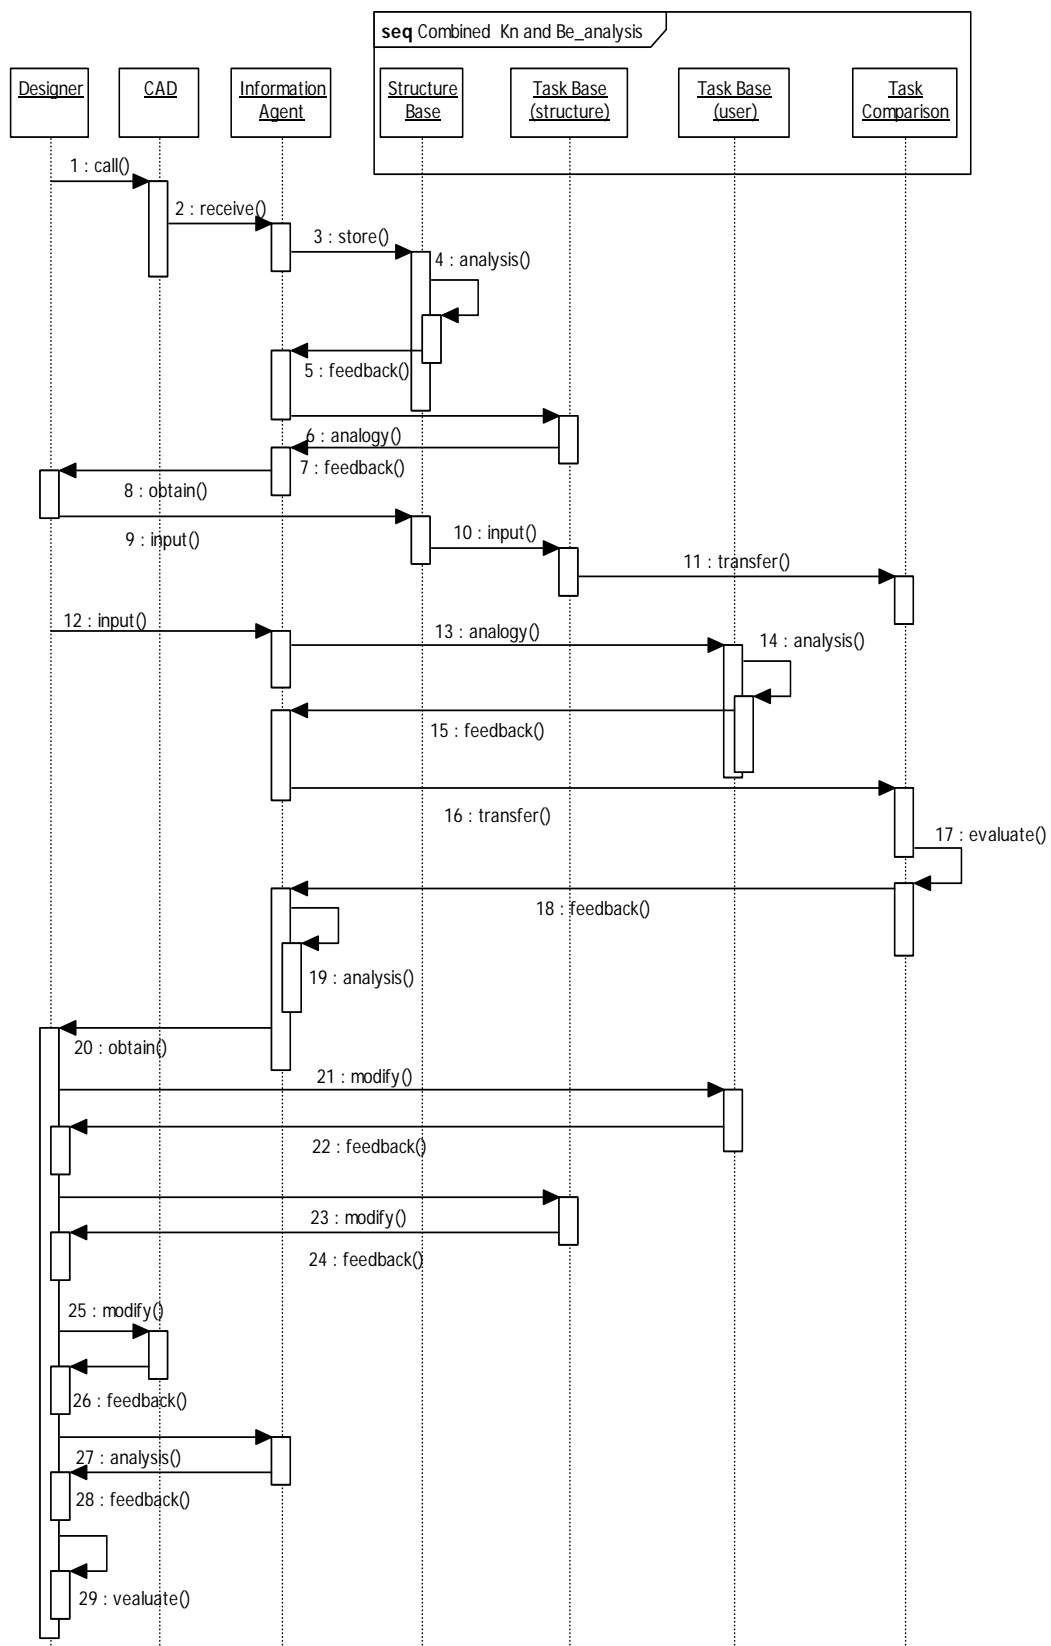 seq Combined Kn and Be_analysis
Designer
CAD
Information
Agent
Structure
Base
Task Base
(structure)
Task Base
(user)
Task
Comparison
1 : call()
2 : receive()
3 : store()
4 : analysis()
5 : feedback()
6 : analogy()
7 : feedback()
8 : obtain()
9 : input()
10 : input()
11 : transfer()
12 : input()
13 : analogy()
14 : analysis()
15 : feedback()
16 : transfer()
17 : evaluate()
18 : feedback()
19 : analysis()
20 : obtain()
21 : modify()
22 : feedback()
23 : modify()
24 : feedback()
25 : modify()
26 : feedback()
27 : analysis()
28 : feedback()
29 : vealuate()